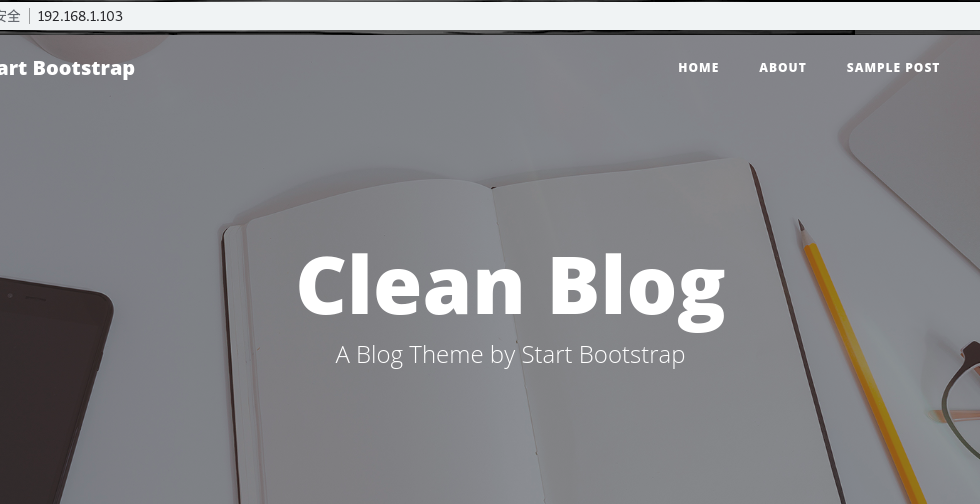 安全 192.168.1.103
art Bootstrap HOME ABOUT SAMPLE POST
Clean Blog
A Blog Theme by Start Bootstrap